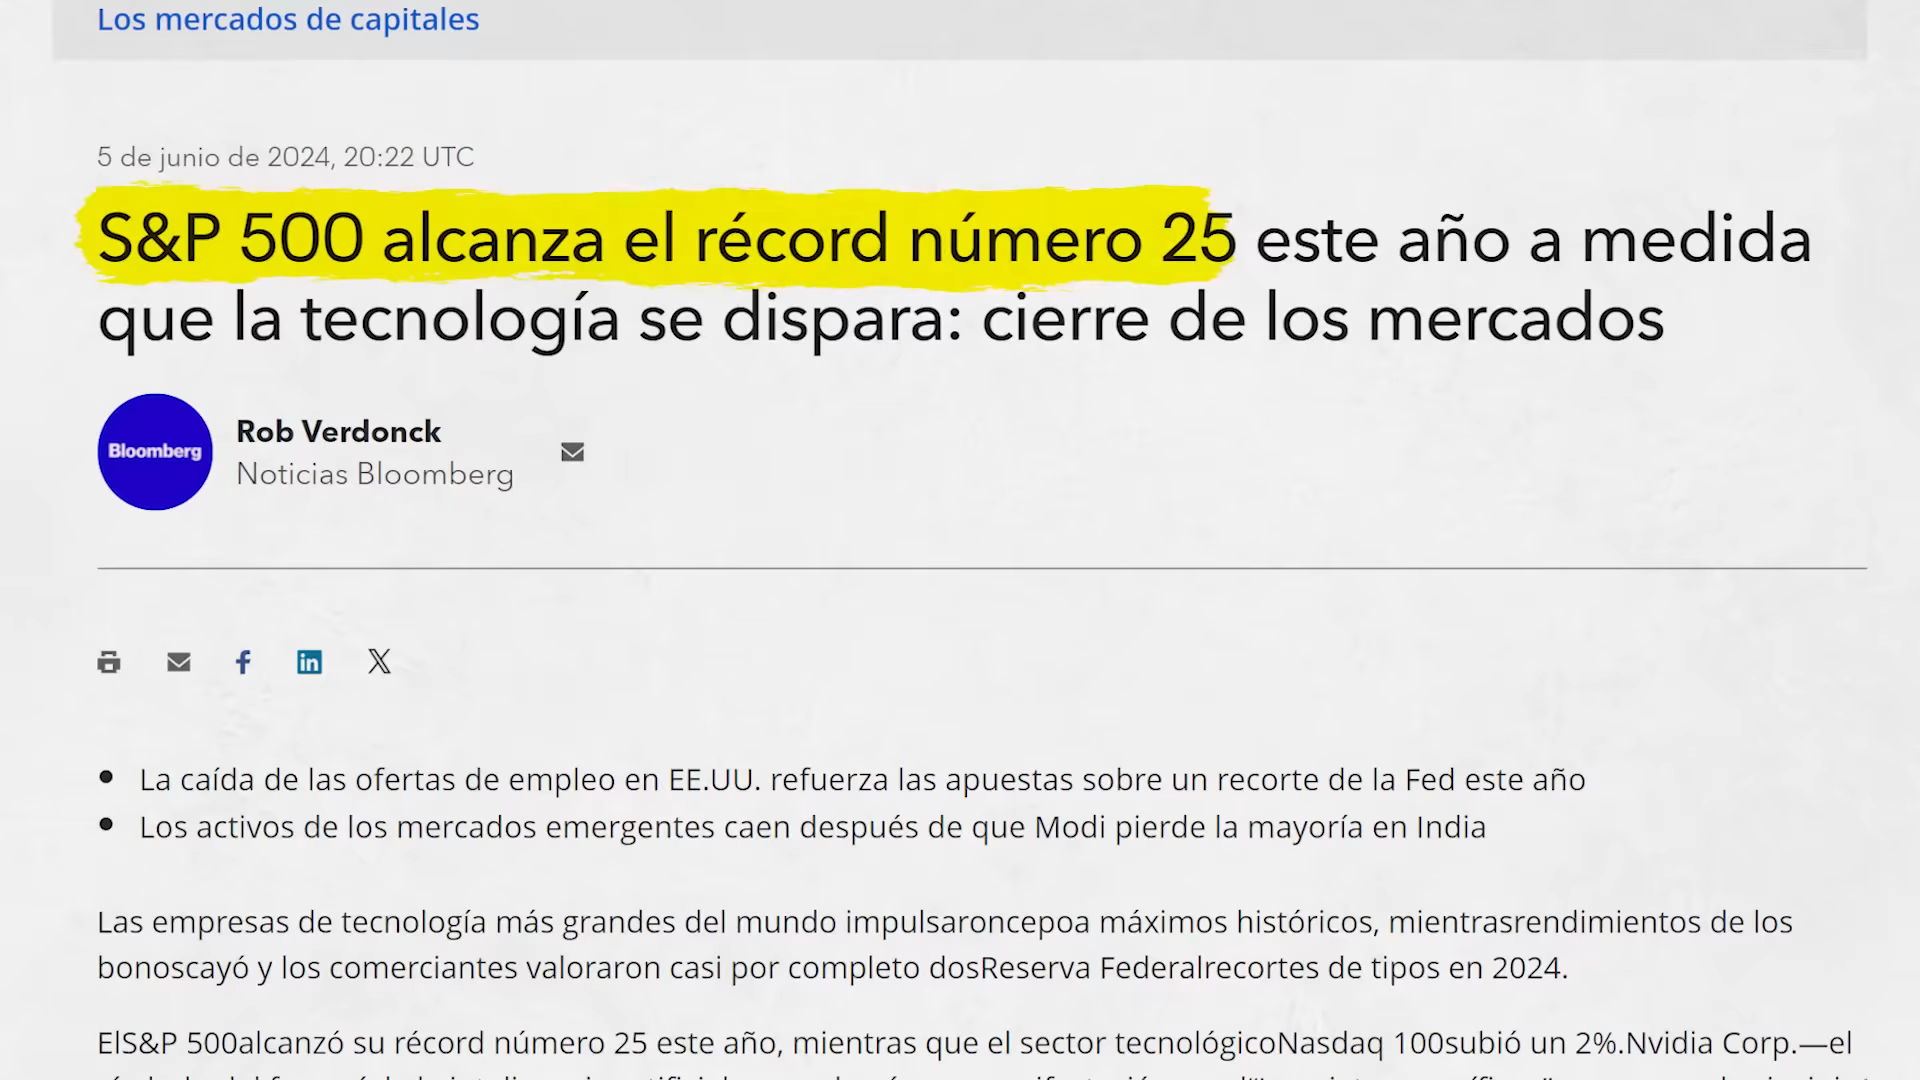 Los mercados de capitales
5 de junio de 2024, 20:22 UTC
S&P 500 alcanza el récord número 25 este año a medida
que la tecnología se dispara: cierre de los mercados
Bloomberg
Rob Verdonck
Noticias Bloomberg
La caída de las ofertas de empleo en EE.UU. refuerza las apuestas sobre un recorte de la Fed este año
Los activos de los mercados emergentes caen después de que Modi pierde la mayoría en India
Las empresas de tecnología más grandes del mundo impulsaroncepoa máximos históricos, mientrasrendimientos de los
bonoscayó y los comerciantes valoraron casi por completo dosReserva Federalrecortes de tipos en 2024.
ElS&P 500alcanzó su récord número 25 este año, mientras que el sector tecnológicoNasdaq 100subió un 2%.Nvidia Corp.—el